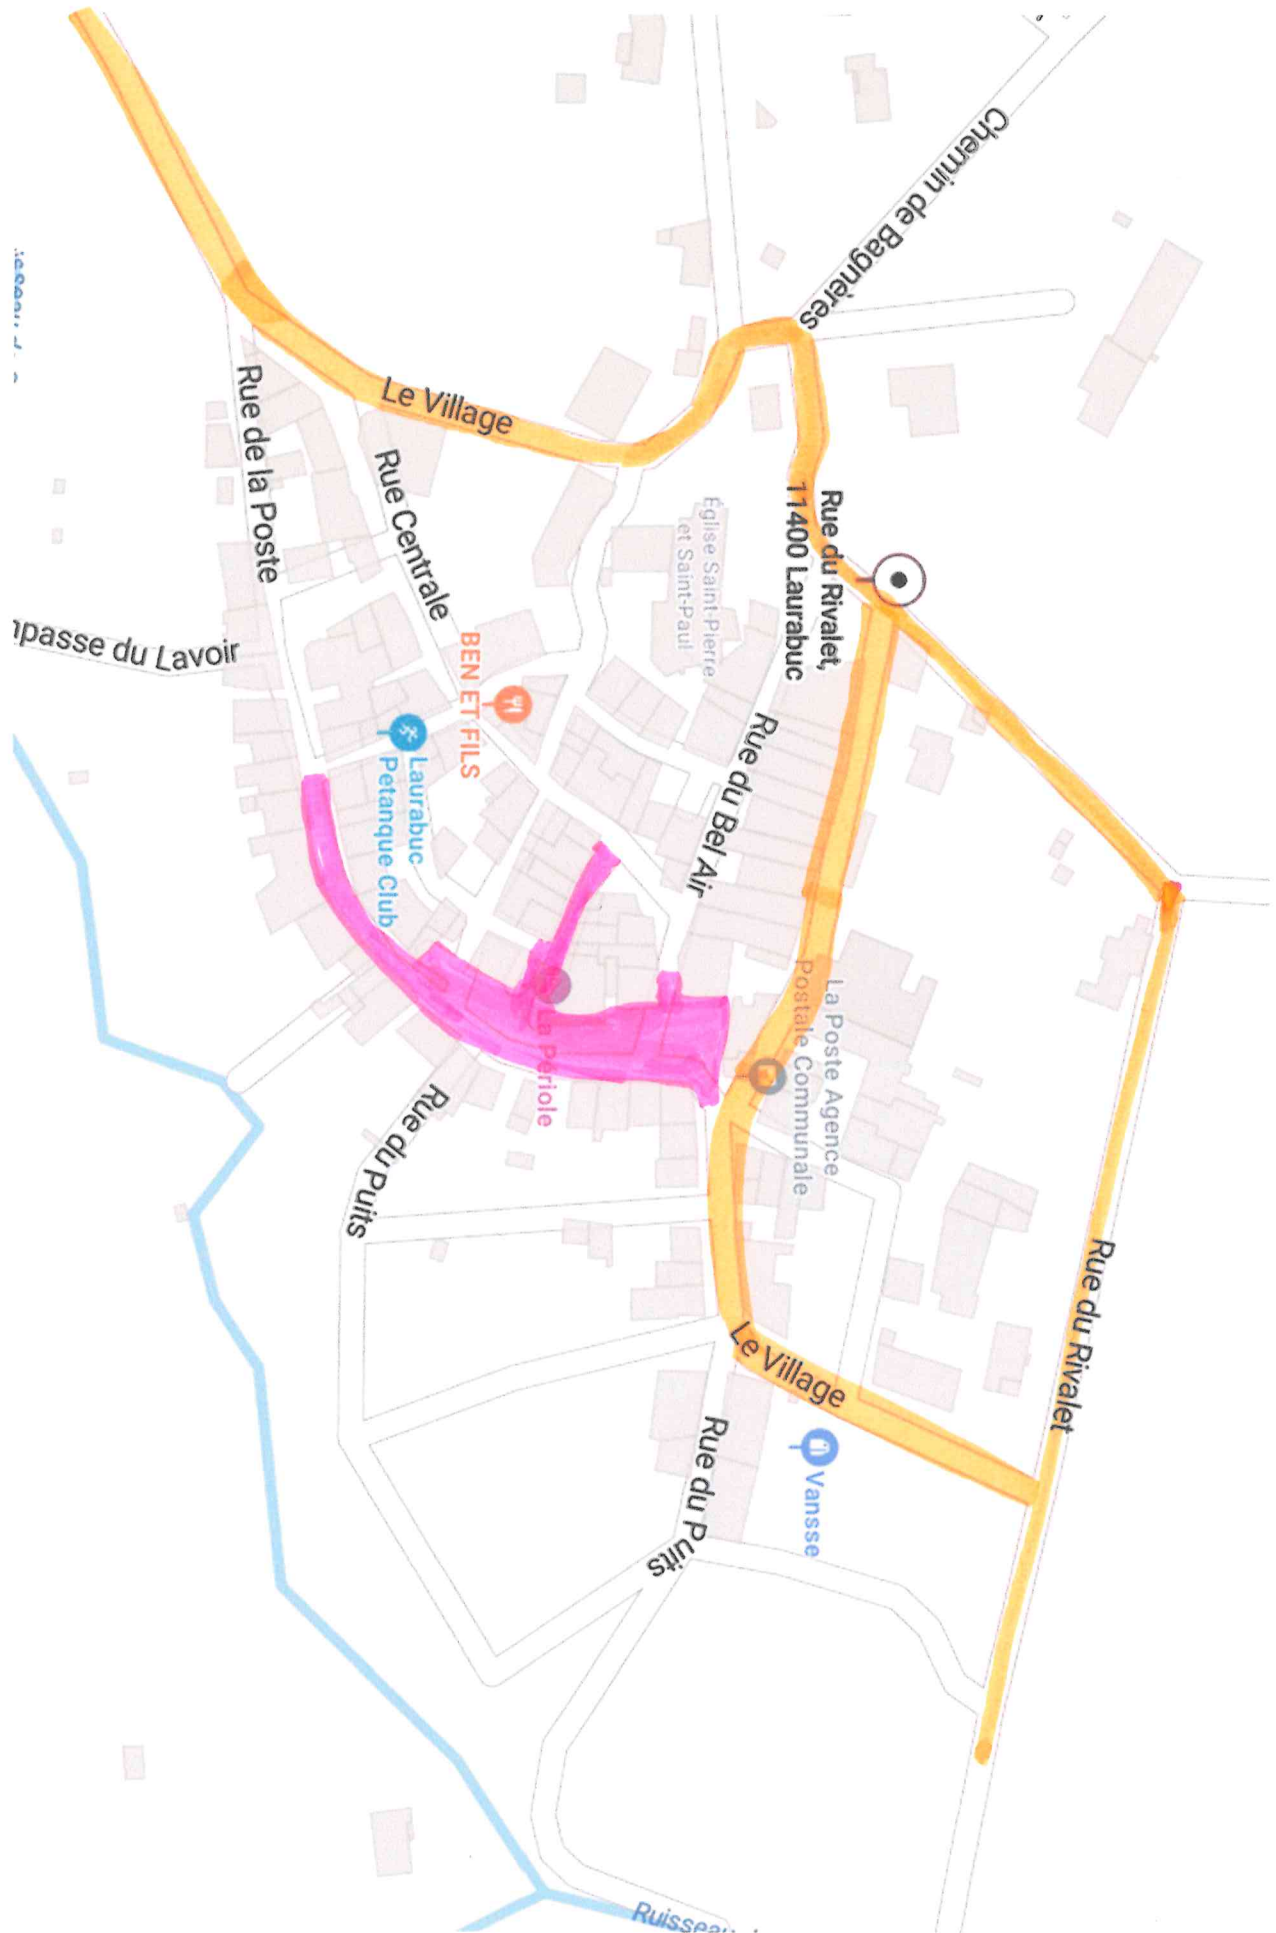 Chemin de Bagnères
Le Village
Rue de la Poste
Rue Centrale
Église Saint-Pierre
et Saint-Paul
Rue du Rivalet,
11400 Laurabuc
BEN ET FILS
Laurabuc
Petanque Club
Rue du Bel Air
passe du Lavoir
La Poste Agence
Postale Communale
La Périole
Rue du Puits
Rue du Rivalet
Le Village
Vansse
Rue du Puits
Ruisseau